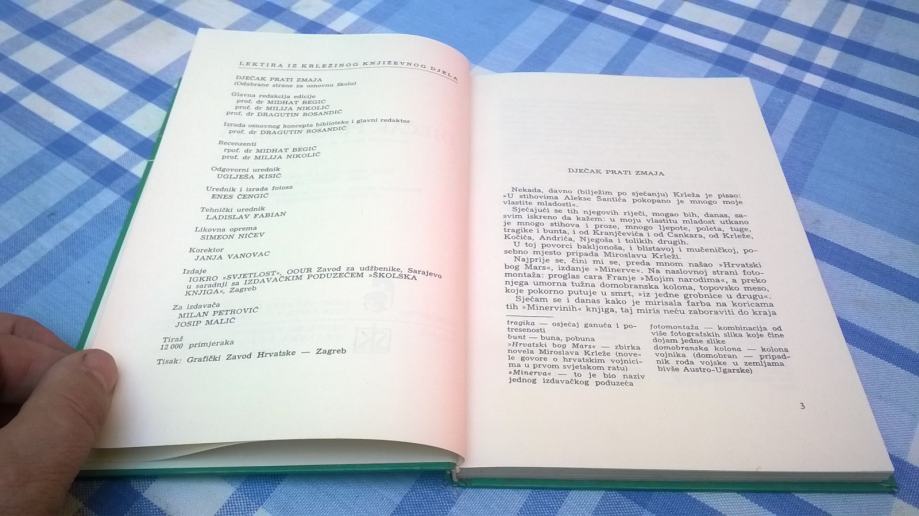 LEKTIRA IZ KRLEŽINOG KNJIŽEVNOG DJELA
DJEČAK PRATI ZMAJA
(Odabrane strane za osnovnu školu)
Glavna redakcija edicije
prof. dr MIDHAT BEGIĆ
prof. dr MILIJA NIKOLIĆ
prof. dr DRAGUTIN ROSANDIĆ
Izrada osnovnog koncepta biblioteke i glavni redaktor
prof. dr DRAGUTIN ROSANDIĆ
Recenzenti
rpof. dr MIDHAT BEGIĆ
prof. dr MILIJA NIKOLIĆ
Odgovorni urednik
UGLJEŠA KISIĆ
Urednik i izrada fotosa
ENES ČENGIĆ
Tehnički urednik
LADISLAV FABIAN
Likovna oprema
SIMEON NIČEV
Korektor
JANJA VANOVAC
Izdaje
IGKRO »SVJETLOST«, OOUR Zavod za udžbenike, Sarajevo
u saradnji sa IZDAVAČKIM PODUZEĆEM »ŠKOLSKA
KNJIGA«, Zagreb
Za izdavača
MILAN PETROVIĆ
JOSIP MALIĆ
Tiraž
12 000 primjeraka
Tisak: Grafički Zavod Hrvatske — Zagreb
DJEČAK PRATI ZMAJA
Nekada, davno (bilježim po sjećanju) Krleža je pisao:
»U stihovima Alekse Šantića pokopano je mnogo moje
vlastite mladosti«.
Sjećajući se tih njegovih riječi, mogao bih, danas, sa-
svim iskreno da kažem: u moju vlastitu mladost utkano
je mnogo stihova i proze, mnogo ljepote, poleta, tuge,
tragike i bunta, i od Kranjčevića i od Cankara, od Krleže,
Kočića, Andrića, Njegoša i tolikih drugih.
U toj povorci bakljonoša, i blistavoj i mučeničkoj, po-
sebno mjesto pripada Miroslavu Krleži.
Najprije se, čini mi se, preda mnom našao »Hrvatski
bog Mars«, izdanje »Minerve«. Na naslovnoj strani foto-
montaža: proglas cara Franje »Mojim narodima«, a preko
njega umorna tužna domobranska kolona, topovsko meso,
koje pokorno putuje u smrt, »iz jedne grobnice u drugu«.
Sjećam se i danas kako je mirisala farba na koricama
tih »Minervinih« knjiga, taj miris neću zaboraviti do kraja
tragika — osjećaj ganuća i po-
tresenosti
bunt — buna, pobuna
»Hrvatski bog Mars« — zbirka
novela Miroslava Krleže (nove-
le govore o hrvatskim vojnici-
ma u prvom svjetskom ratu)
»Minerva« — to je bio naziv
jednog izdavačkog poduzeća
fotomontaža — kombinacija od
više fotografskih slika koje čine
dojam jedne slike
domobranska kolona — kolona
vojnika (domobran — pripad-
nik roda vojske u zemljama
bivše Austro-Ugarske)
3